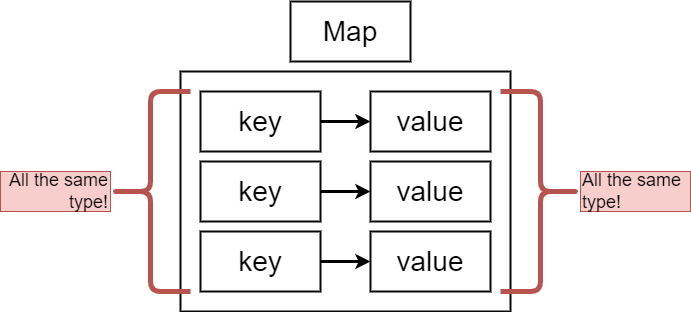 Map
key
value
key
value
key
value
All the same
type!
All the same
type!